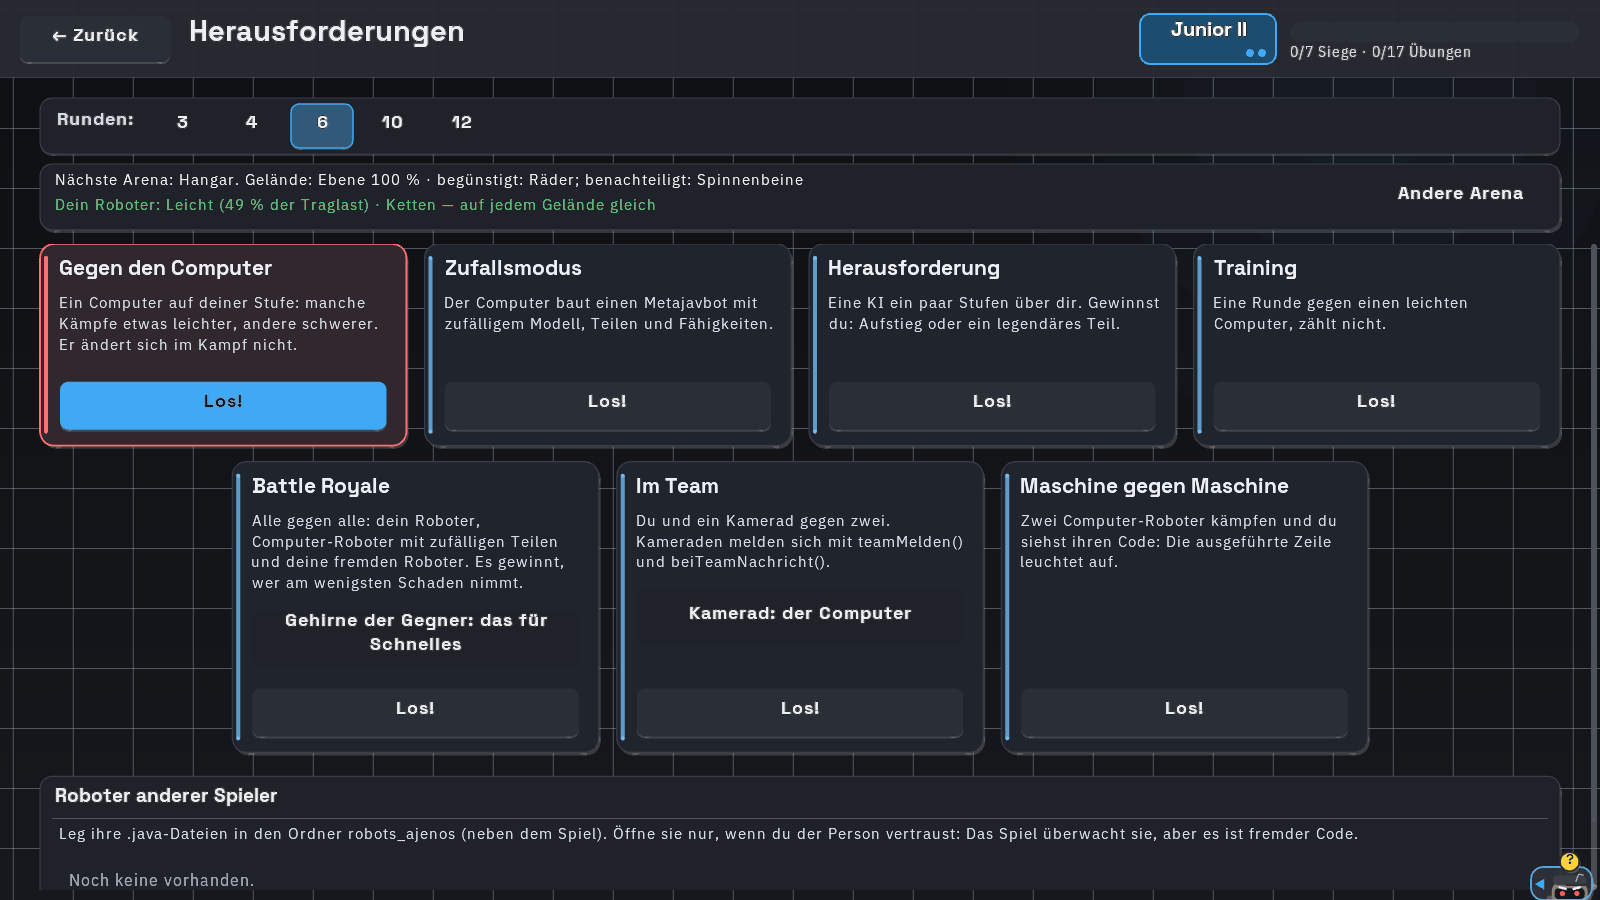 ← Zurück
Herausforderungen
Junior II
0/7 Siege · 0/17 Übungen
Runden: 3 4 6 10 12
Nächste Arena: Hangar. Gelände: Ebene 100 % · begünstigt: Räder; benachteiligt: Spinnenbeine
Dein Roboter: Leicht (49 % der Traglast) · Ketten — auf jedem Gelände gleich
Andere Arena
Gegen den Computer
Ein Computer auf deiner Stufe: manche
Kämpfe etwas leichter, andere schwerer.
Er ändert sich im Kampf nicht.
Los!
Zufallsmodus
Der Computer baut einen Metajavbot mit
zufälligem Modell, Teilen und Fähigkeiten.
Los!
Herausforderung
Eine KI ein paar Stufen über dir. Gewinnst
du: Aufstieg oder ein legendäres Teil.
Los!
Training
Eine Runde gegen einen leichten
Computer, zählt nicht.
Los!
Battle Royale
Alle gegen alle: dein Roboter,
Computer-Roboter mit zufälligen Teilen
und deine fremden Roboter. Es gewinnt,
wer am wenigsten Schaden nimmt.
Gehirne der Gegner: das für
Schnelles
Los!
Im Team
Du und ein Kamerad gegen zwei.
Kameraden melden sich mit teamMelden()
und beiTeamNachricht().
Kamerad: der Computer
Los!
Maschine gegen Maschine
Zwei Computer-Roboter kämpfen und du
siehst ihren Code: Die ausgeführte Zeile
leuchtet auf.
Los!
Roboter anderer Spieler
Leg ihre .java-Dateien in den Ordner robots_ajenos (neben dem Spiel). Öffne sie nur, wenn du der Person vertraust: Das Spiel überwacht sie, aber es ist fremder Code.
Noch keine vorhanden.
?